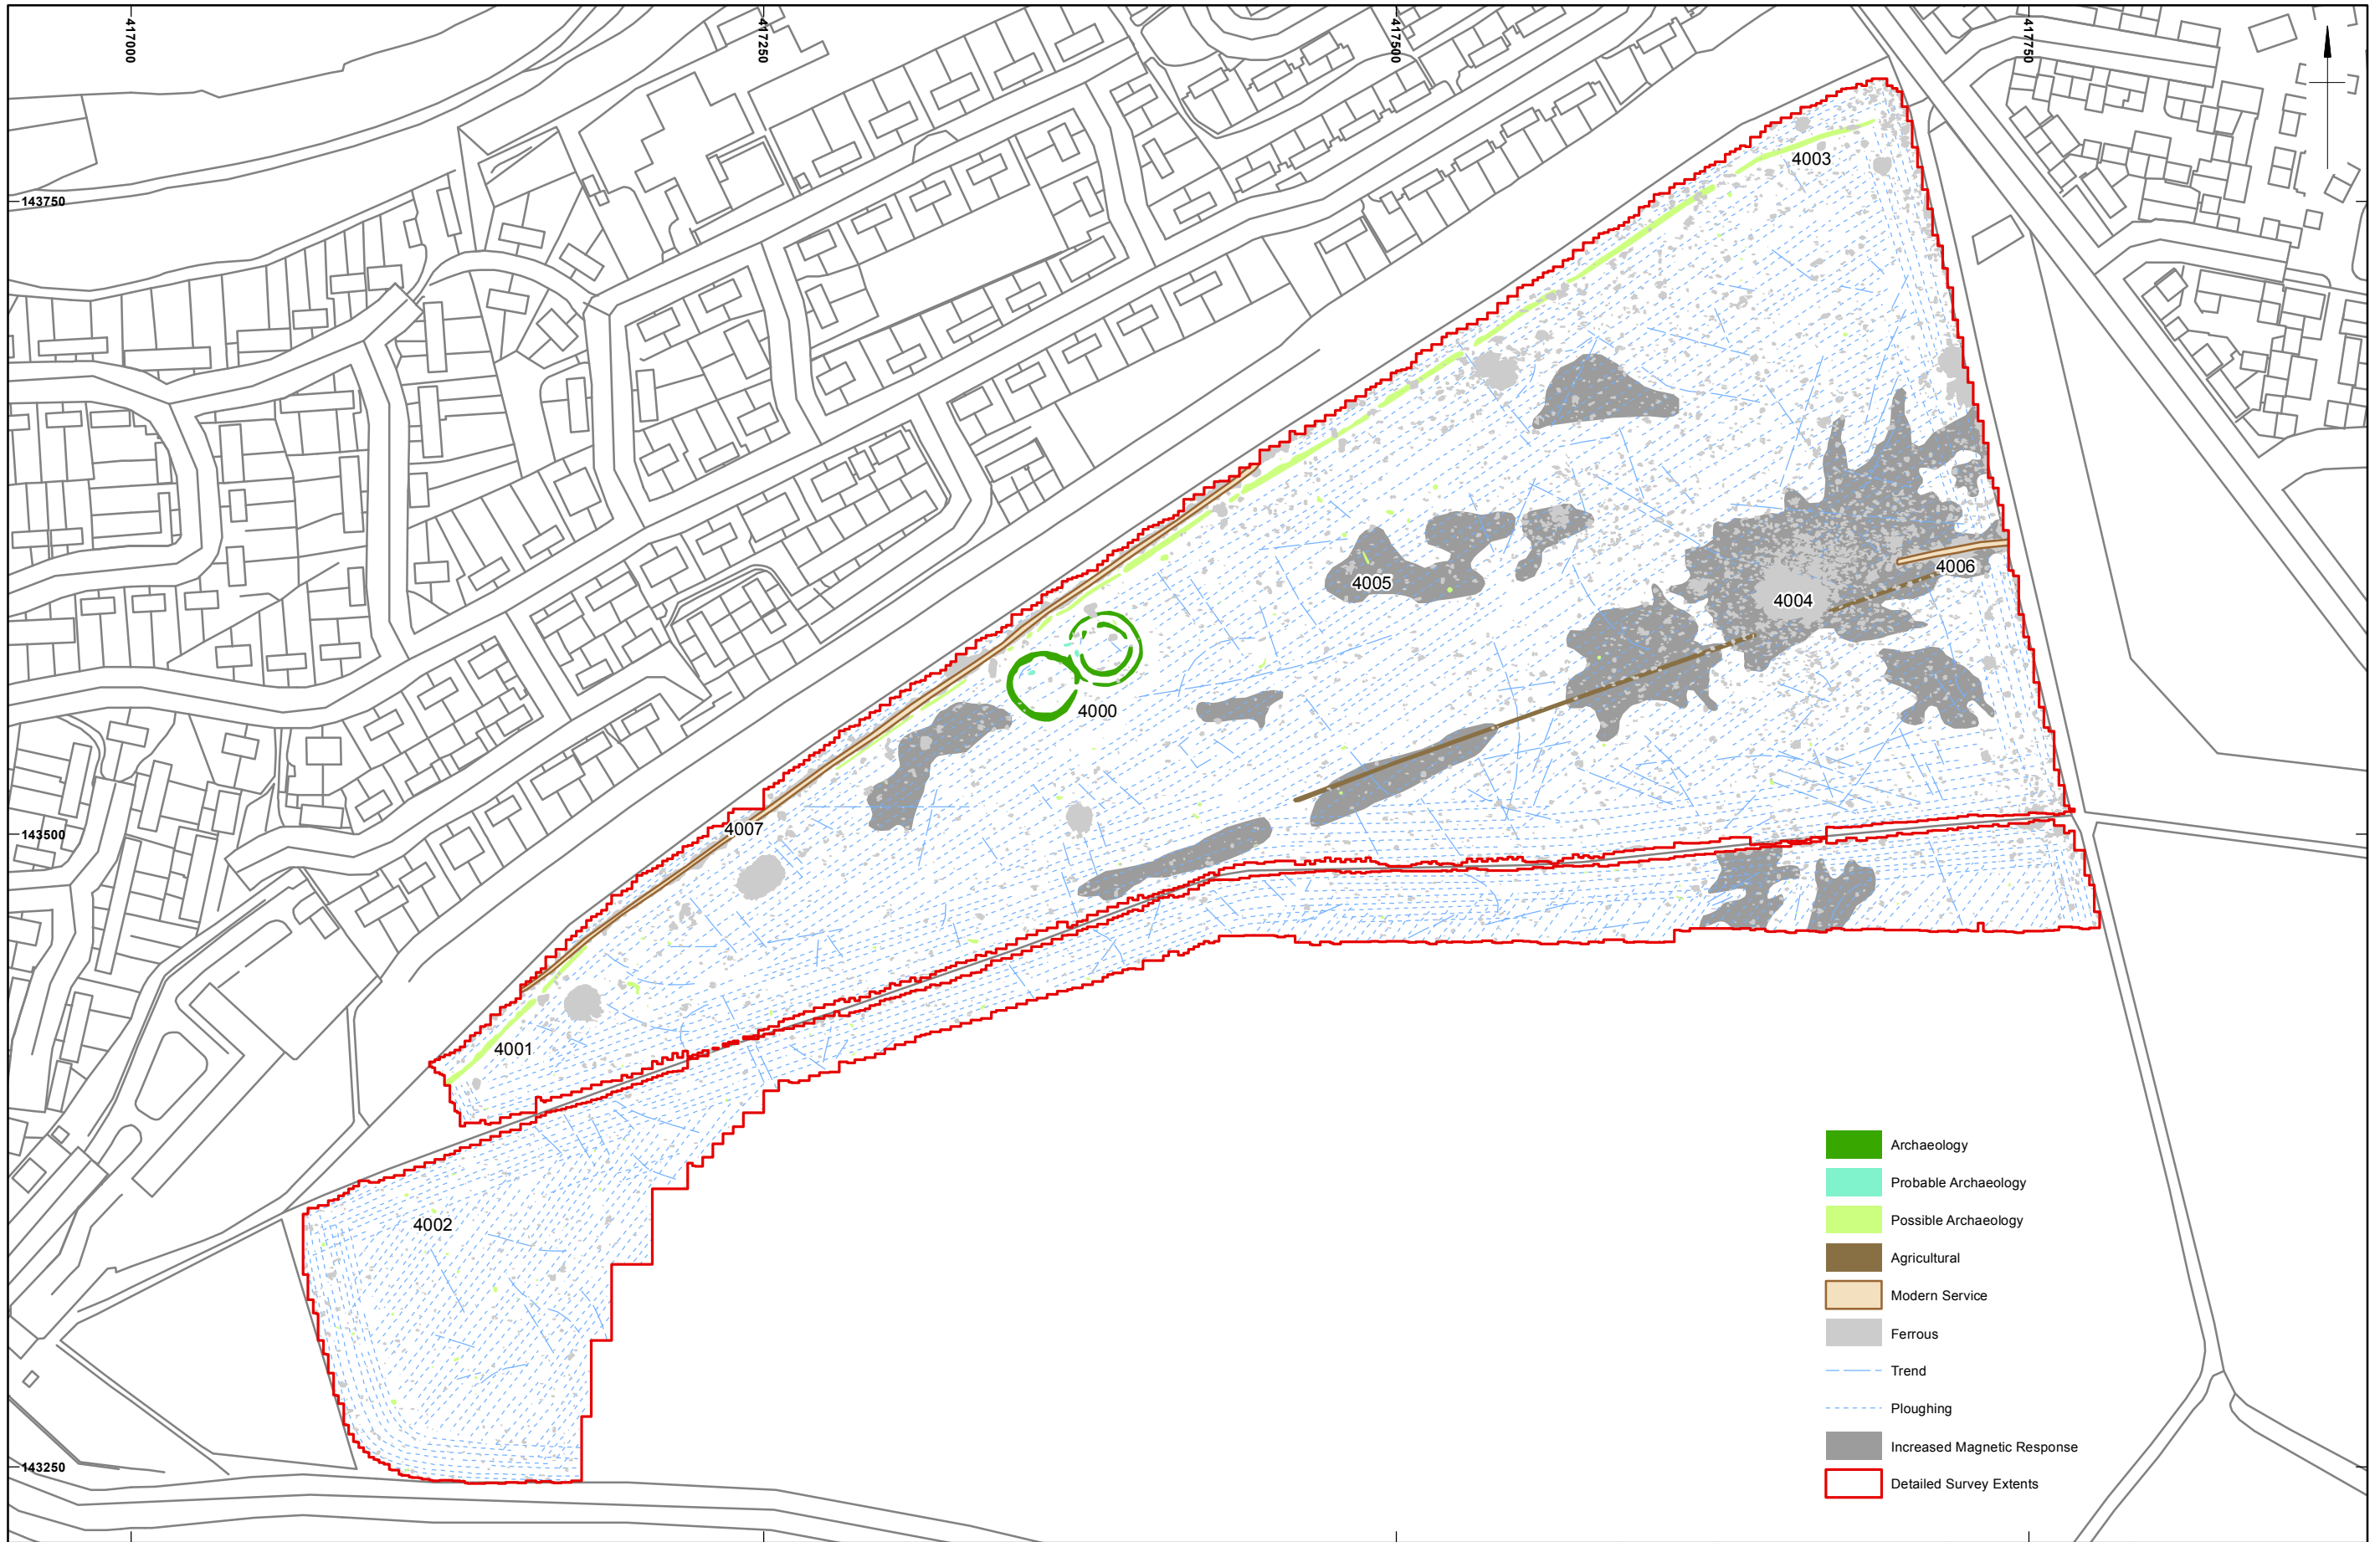 417000
417250
417500
417750
143750
4003
4005
4006
4004
4000
4007
143500
4001
4002
143250
Archaeology
Probable Archaeology
Possible Archaeology
Agricultural
Modern Service
Ferrous
Trend
Ploughing
Increased Magnetic Response
Detailed Survey Extents